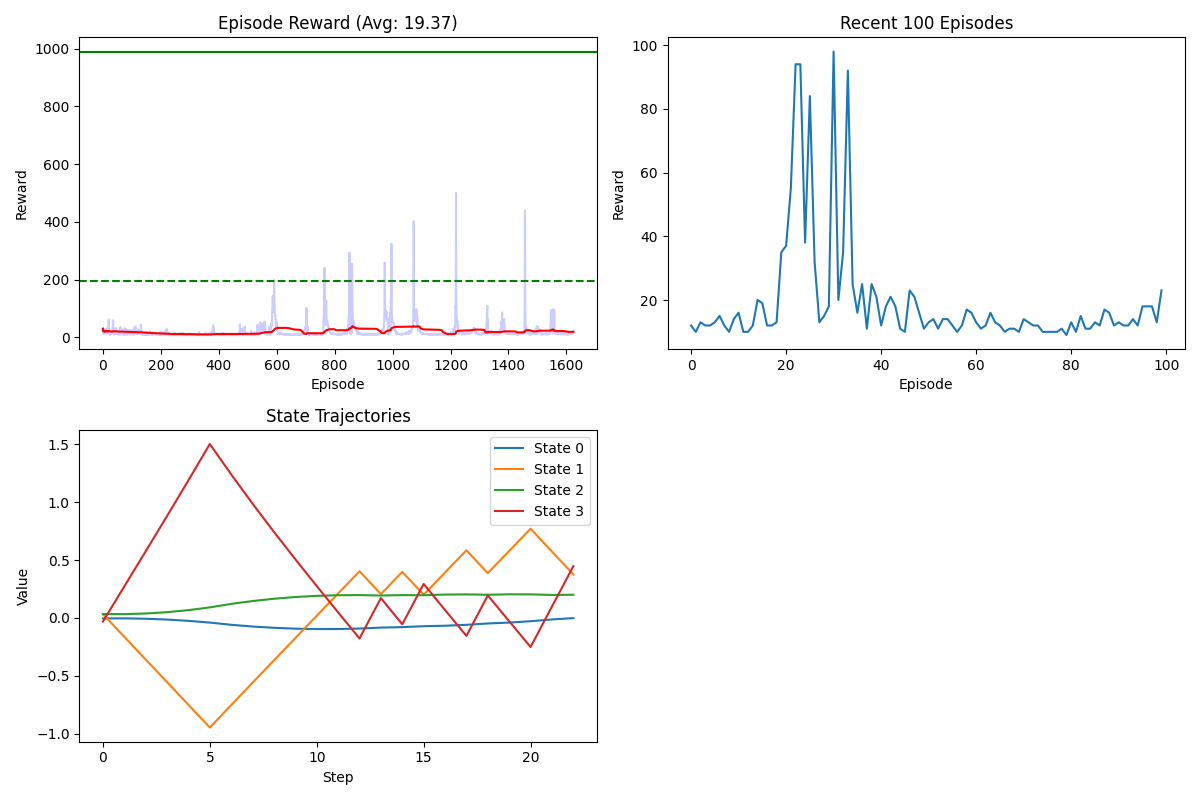 Episode Reward (Avg: 19.37)
Reward
1000
800
600
400
200
0
0 200 400 600 800 1000 1200 1400 1600
Episode
Recent 100 Episodes
Reward
100
80
60
40
20
0 20 40 60 80 100
Episode
State Trajectories
Value
1.5
1.0
0.5
0.0
−0.5
−1.0
State 0
State 1
State 2
State 3
0 5 10 15 20
Step